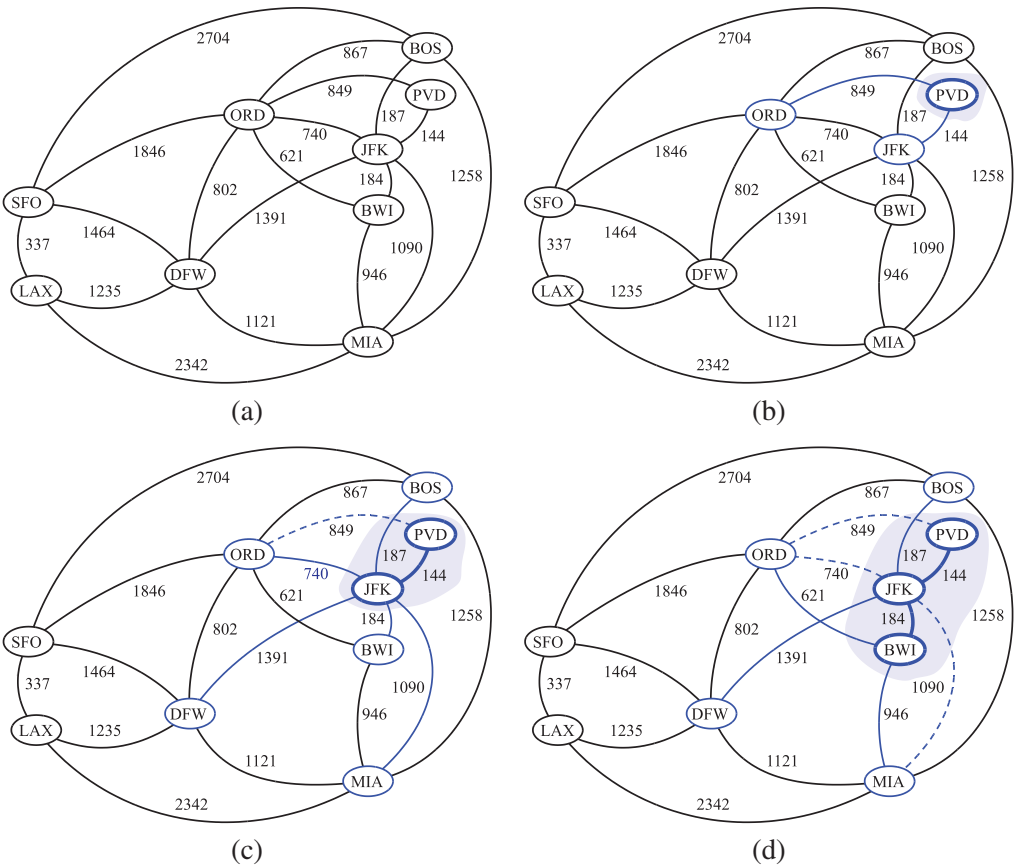 2704
BOS
867
PVD
849
187
144
ORD
740
JFK
621
1846
184
1258
802
1391
BWI
SFO
1464
337
1090
DFW
946
LAX
1235
1121
MIA
2342
(a)
2704
BOS
867
PVD
849
187
144
ORD
740
JFK
621
1846
184
1258
802
1391
BWI
SFO
1464
337
1090
DFW
946
LAX
1235
1121
MIA
2342
(b)
2704
BOS
867
849
PVD
187
144
ORD
740
JFK
1846
621
184
1258
802
SFO
BWI
1391
1464
337
1090
DFW
946
LAX
1235
1121
MIA
2342
(c)
2704
BOS
867
849
PVD
187
144
ORD
740
JFK
1846
621
184
1258
802
SFO
BWI
1391
1464
337
1090
DFW
946
LAX
1235
1121
MIA
2342
(d)